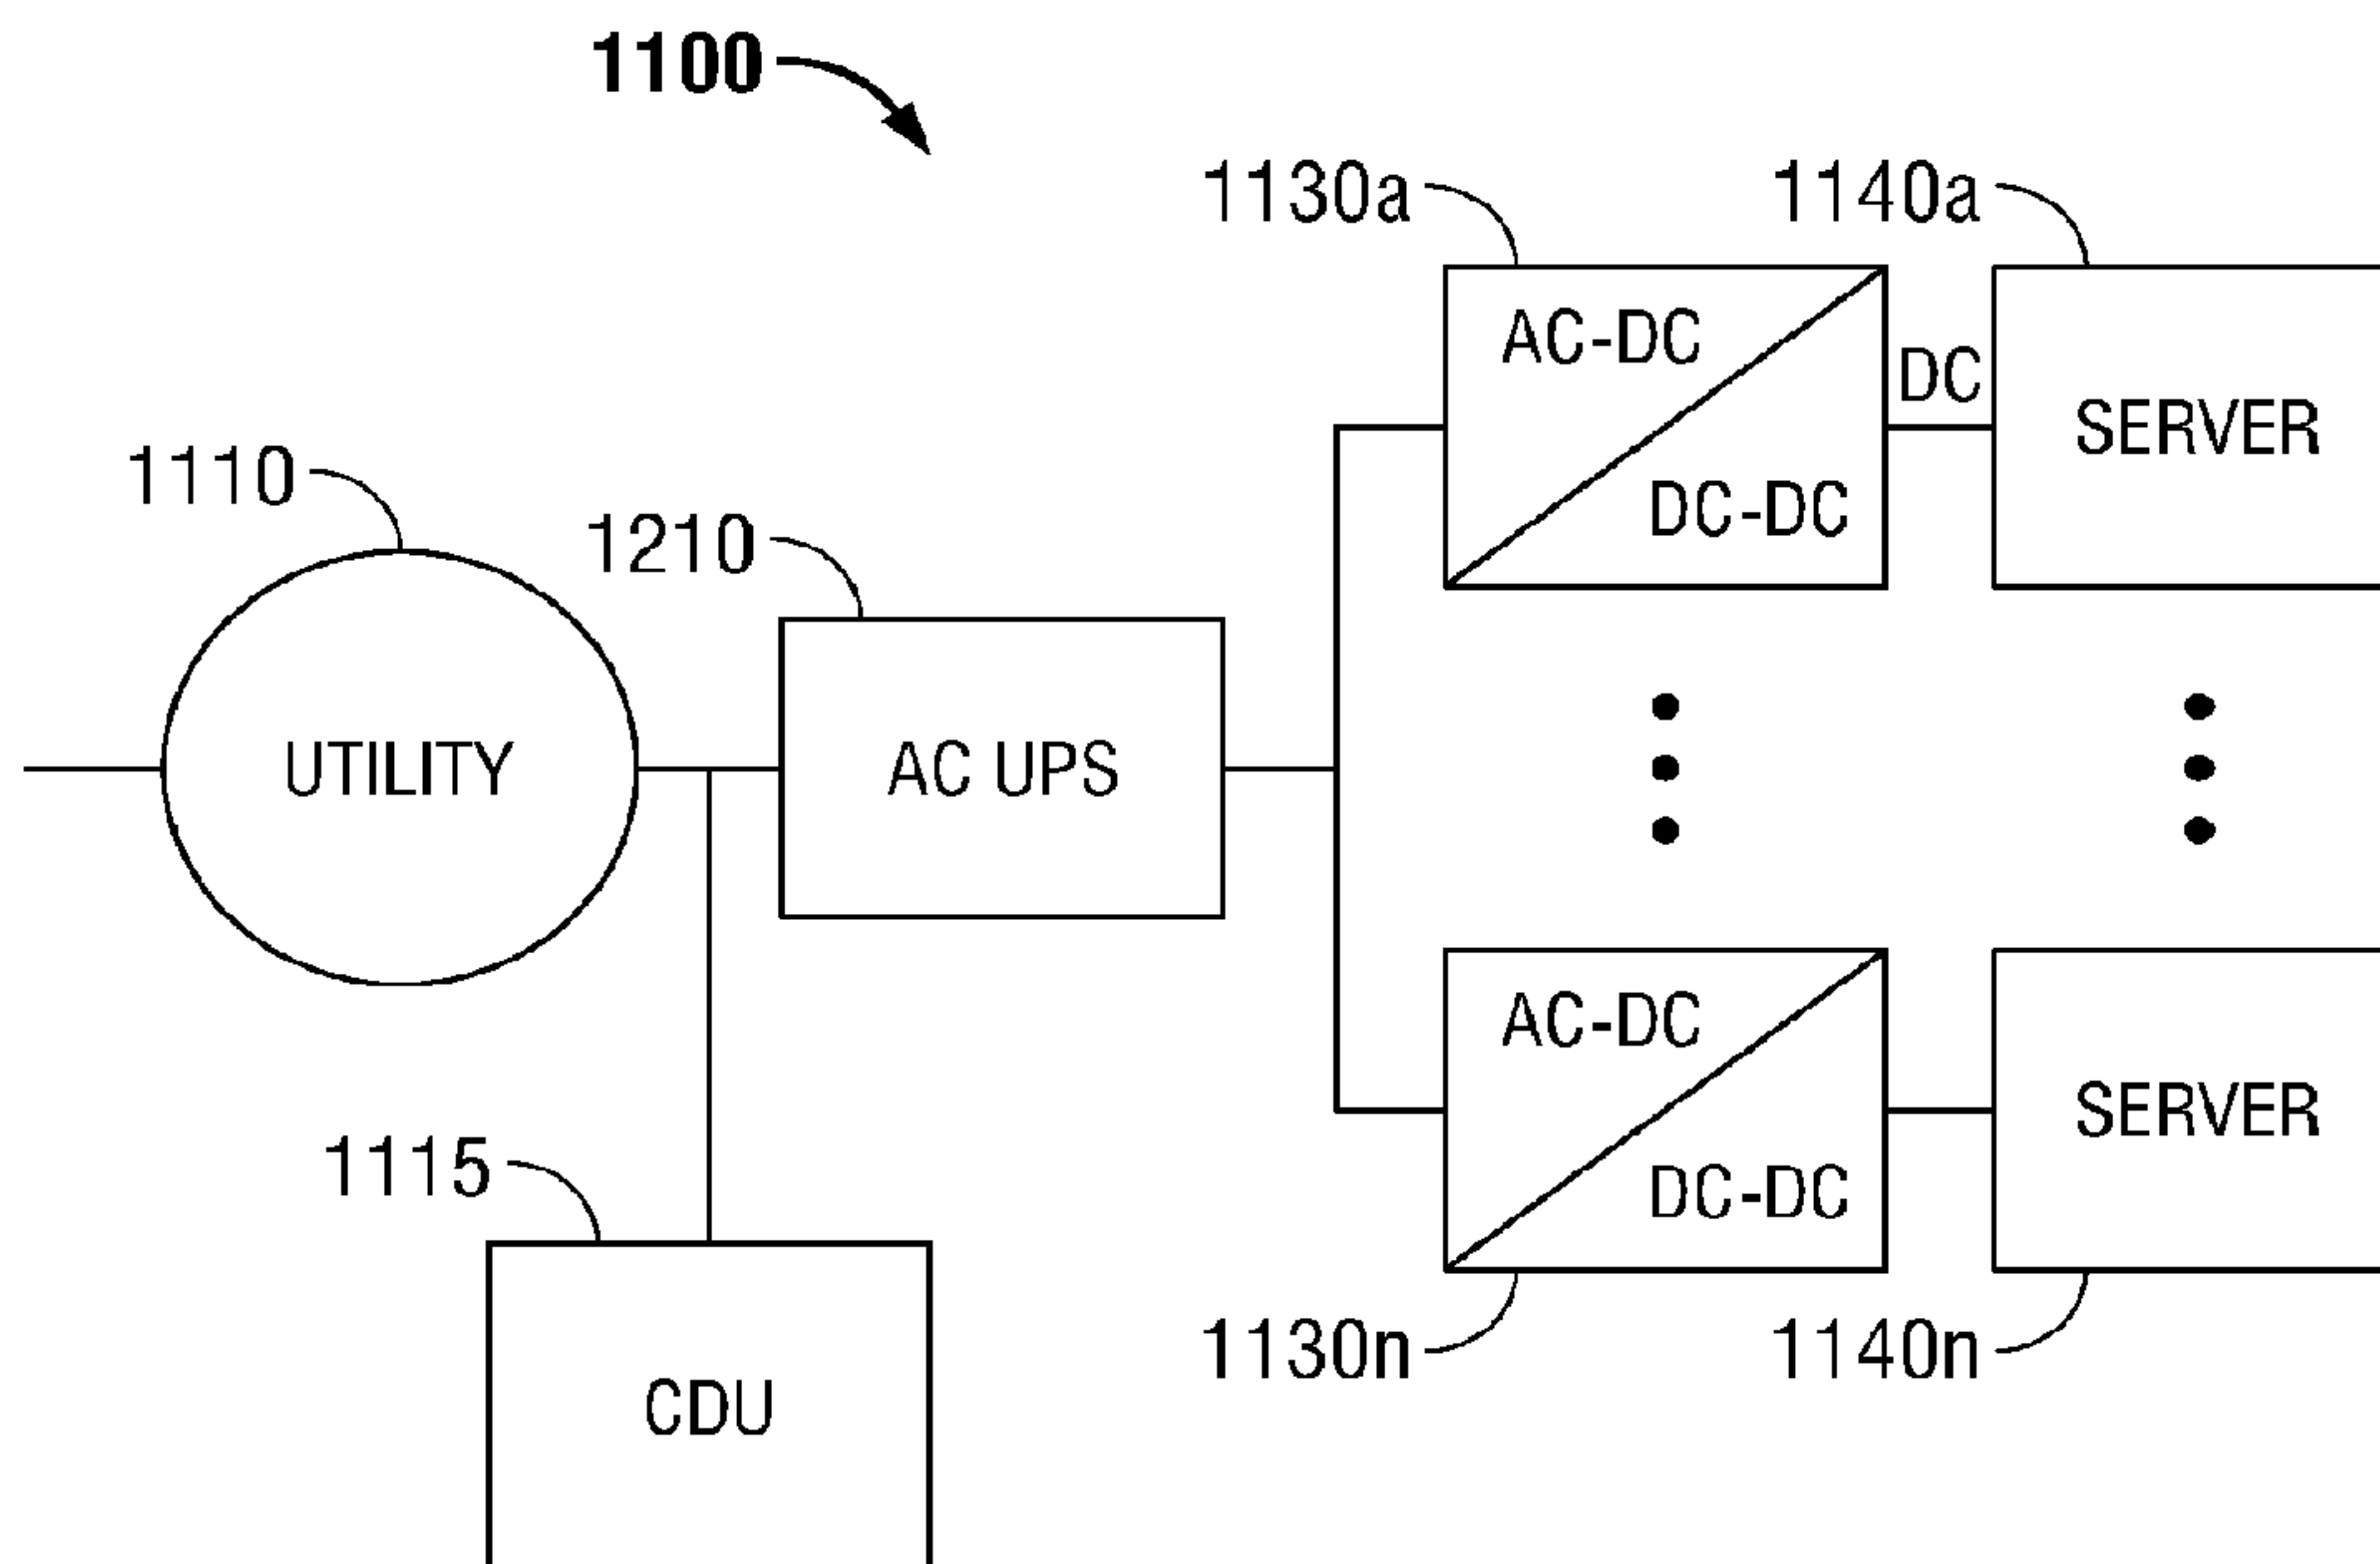 1100
1130a
1140a
AC-DC
DC-DC
DC
SERVER
1110
1210
UTILITY
AC UPS
AC-DC
DC-DC
SERVER
1115
1130n
1140n
CDU